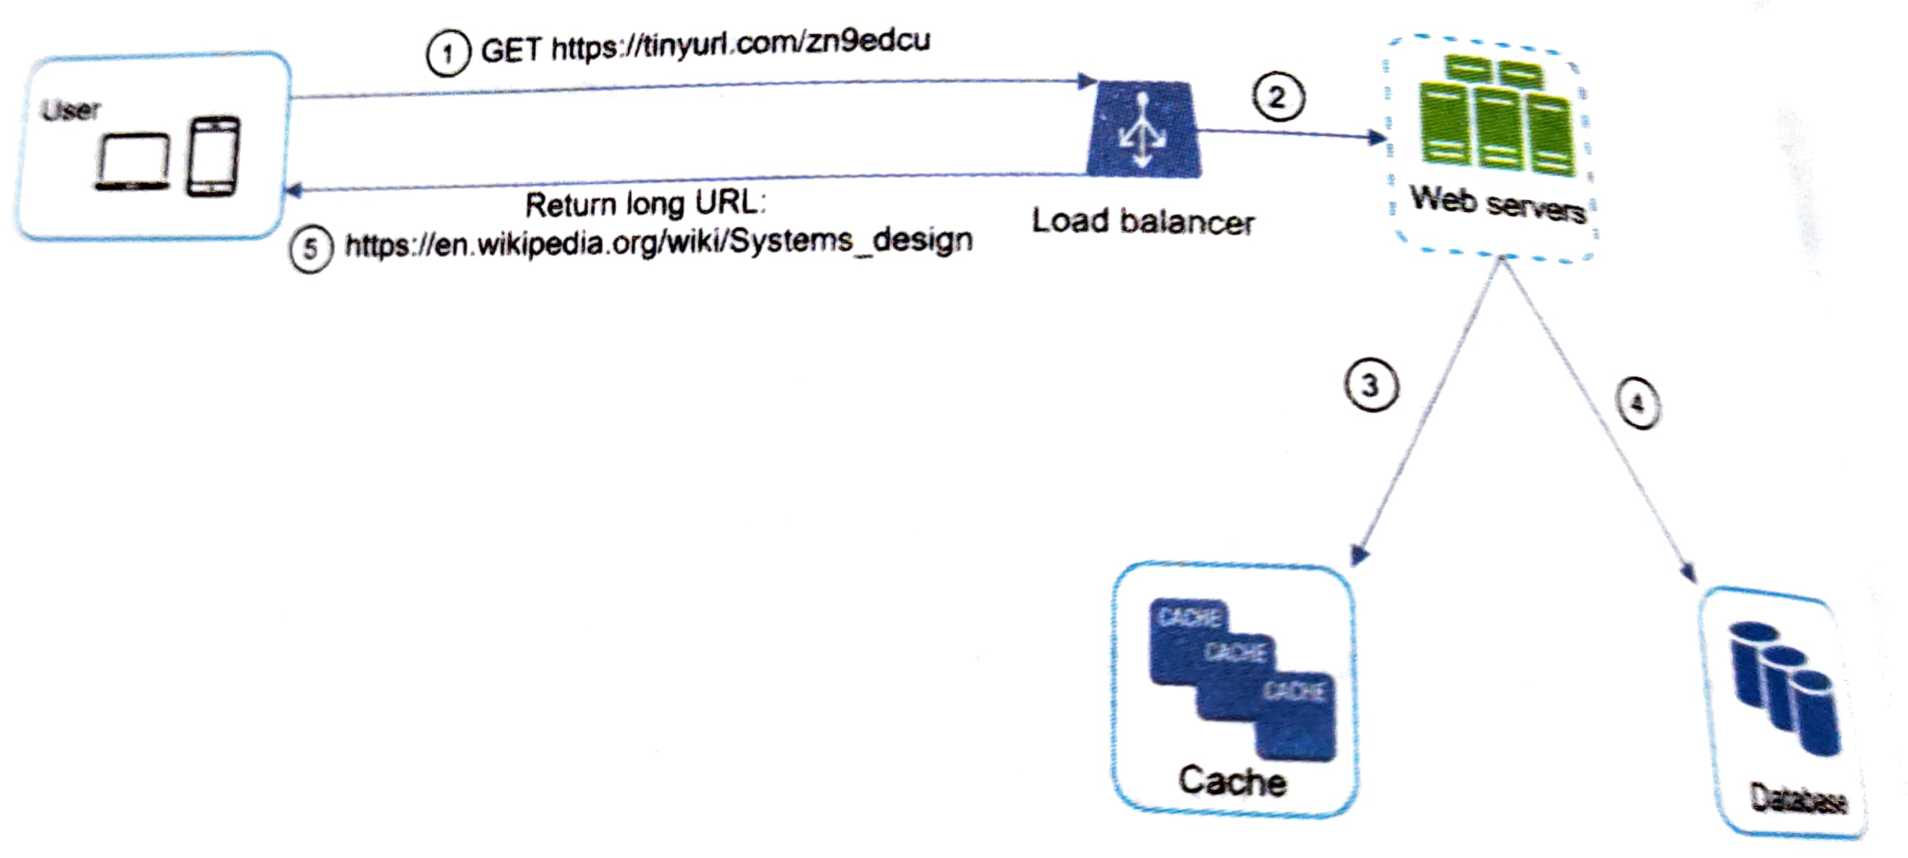 1 GET https://tinyurl.com/zn9edcu
User
2
Web servers
Load balancer
Return long URL:
5 https://en.wikipedia.org/wiki/Systems_design
3
4
CACHE
CACHE
CACHE
Cache
Database